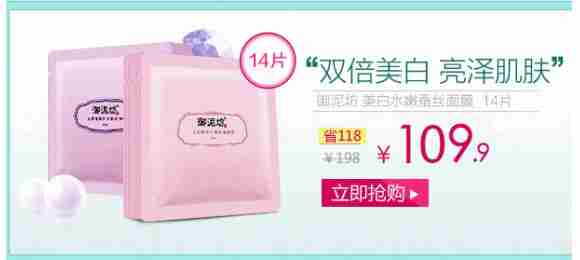 14片
“双倍美白 亮泽肌肤”
御泥坊 美白水嫩蚕丝面膜 14片
省118
￥198
￥109.9
立即抢购
御泥坊
御泥坊